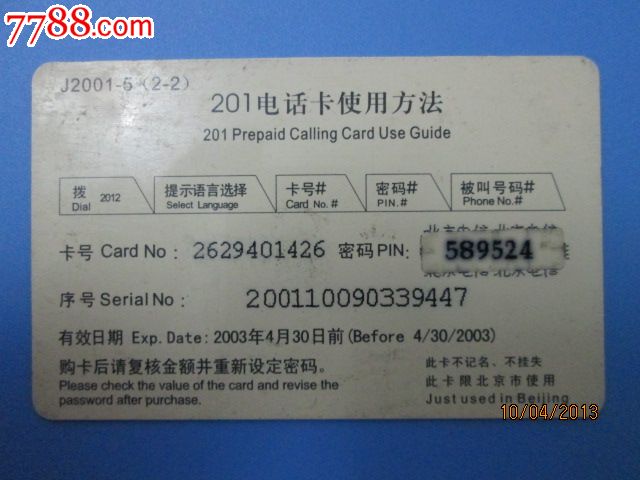 7788.com
J2001-5(2-2)
201电话卡使用方法
201 Prepaid Calling Card Use Guide
拨 提示语言选择 卡号# 密码# 被叫号码#
Dial 2012 Select Language Card No.# PIN.# Phone No.#
卡号 Card No: 2629401426 密码PIN: 589524
序号 Serial No: 200110090339447
有效日期 Exp.Date: 2003年4月30日前(Before 4/30/2003)
购卡后请复核金额并重新设定密码。
Please check the value of the card and revise the
password after purchase.
此卡不记名、不挂失
此卡限北京市使用
Just used in Beijing
10/04/2013